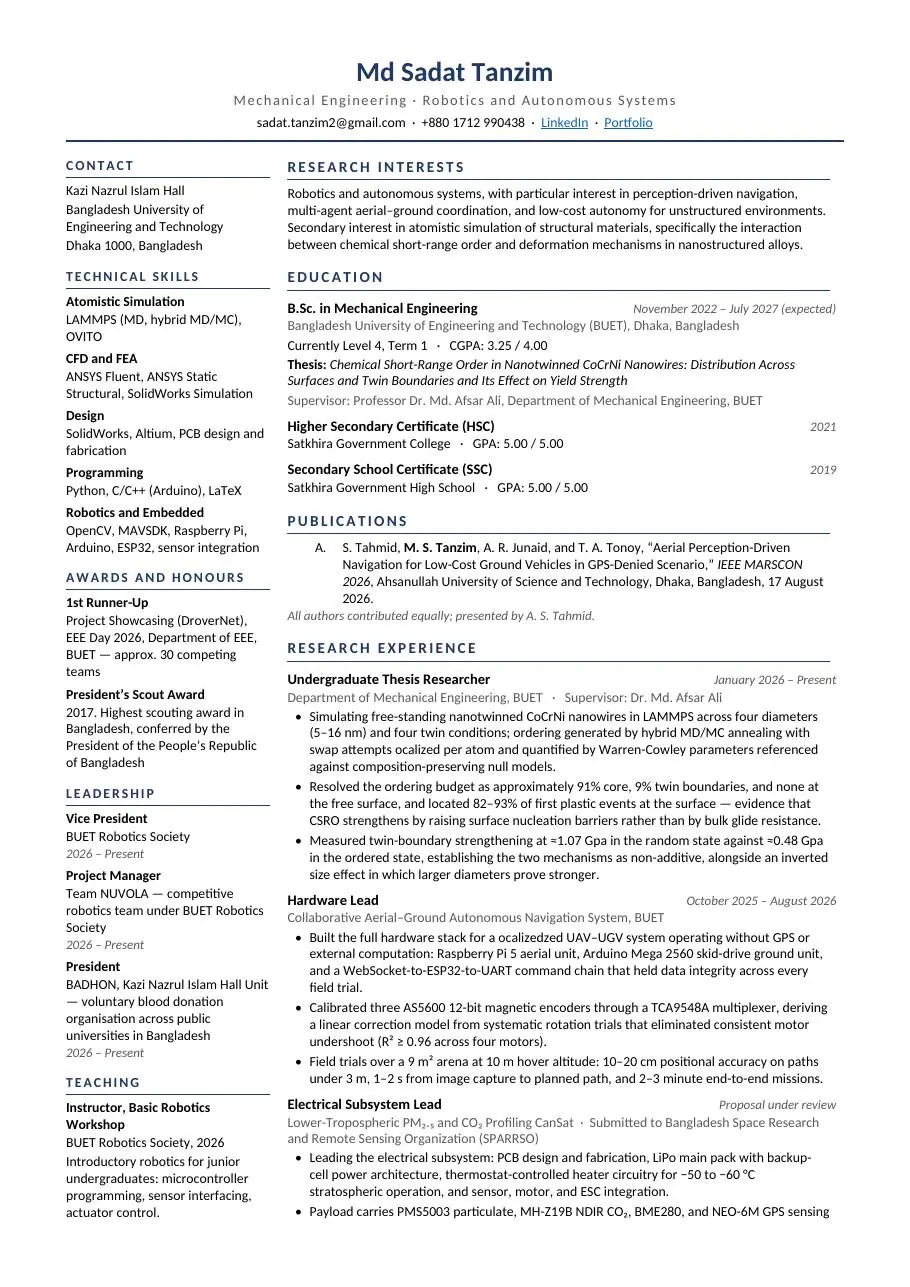 Md Sadat Tanzim
Mechanical Engineering · Robotics and Autonomous Systems
sadat.tanzim2@gmail.com · +880 1712 990438 · LinkedIn · Portfolio
CONTACT
Kazi Nazrul Islam Hall
Bangladesh University of
Engineering and Technology
Dhaka 1000, Bangladesh
TECHNICAL SKILLS
Atomistic Simulation
LAMMPS (MD, hybrid MD/MC),
OVITO
CFD and FEA
ANSYS Fluent, ANSYS Static
Structural, SolidWorks Simulation
Design
SolidWorks, Altium, PCB design and
fabrication
Programming
Python, C/C++ (Arduino), LaTeX
Robotics and Embedded
OpenCV, MAVSDK, Raspberry Pi,
Arduino, ESP32, sensor integration
AWARDS AND HONOURS
1st Runner-Up
Project Showcasing (DroverNet),
EEE Day 2026, Department of EEE,
BUET — approx. 30 competing
teams
President's Scout Award
2017. Highest scouting award in
Bangladesh, conferred by the
President of the People's Republic
of Bangladesh
LEADERSHIP
Vice President
BUET Robotics Society
2026 – Present
Project Manager
Team NUVOLA — competitive
robotics team under BUET Robotics
Society
2026 – Present
President
BADHON, Kazi Nazrul Islam Hall Unit
— voluntary blood donation
organisation across public
universities in Bangladesh
2026 – Present
TEACHING
Instructor, Basic Robotics
Workshop
BUET Robotics Society, 2026
Introductory robotics for junior
undergraduates: microcontroller
programming, sensor interfacing,
actuator control.
RESEARCH INTERESTS
Robotics and autonomous systems, with particular interest in perception-driven navigation,
multi-agent aerial–ground coordination, and low-cost autonomy for unstructured environments.
Secondary interest in atomistic simulation of structural materials, specifically the interaction
between chemical short-range order and deformation mechanisms in nanostructured alloys.
EDUCATION
B.Sc. in Mechanical Engineering November 2022 – July 2027 (expected)
Bangladesh University of Engineering and Technology (BUET), Dhaka, Bangladesh
Currently Level 4, Term 1 · CGPA: 3.25 / 4.00
Thesis: Chemical Short-Range Order in Nanotwinned CoCrNi Nanowires: Distribution Across
Surfaces and Twin Boundaries and Its Effect on Yield Strength
Supervisor: Professor Dr. Md. Afsar Ali, Department of Mechanical Engineering, BUET
Higher Secondary Certificate (HSC) 2021
Satkhira Government College · GPA: 5.00 / 5.00
Secondary School Certificate (SSC) 2019
Satkhira Government High School · GPA: 5.00 / 5.00
PUBLICATIONS
A. S. Tahmid, M. S. Tanzim, A. R. Junaid, and T. A. Tonoy, "Aerial Perception-Driven
Navigation for Low-Cost Ground Vehicles in GPS-Denied Scenario," IEEE MARSCON
2026, Ahsanullah University of Science and Technology, Dhaka, Bangladesh, 17 August
2026.
All authors contributed equally; presented by A. S. Tahmid.
RESEARCH EXPERIENCE
Undergraduate Thesis Researcher January 2026 – Present
Department of Mechanical Engineering, BUET · Supervisor: Dr. Md. Afsar Ali
• Simulating free-standing nanotwinned CoCrNi nanowires in LAMMPS across four diameters
(5–16 nm) and four twin conditions; ordering generated by hybrid MD/MC annealing with
swap attempts ocalized per atom and quantified by Warren-Cowley parameters referenced
against composition-preserving null models.
• Resolved the ordering budget as approximately 91% core, 9% twin boundaries, and none at
the free surface, and located 82–93% of first plastic events at the surface — evidence that
CSRO strengthens by raising surface nucleation barriers rather than by bulk glide resistance.
• Measured twin-boundary strengthening at ≈1.07 Gpa in the random state against ≈0.48 Gpa
in the ordered state, establishing the two mechanisms as non-additive, alongside an inverted
size effect in which larger diameters prove stronger.
Hardware Lead October 2025 – August 2026
Collaborative Aerial–Ground Autonomous Navigation System, BUET
• Built the full hardware stack for a ocalizedzed UAV–UGV system operating without GPS or
external computation: Raspberry Pi 5 aerial unit, Arduino Mega 2560 skid-drive ground unit,
and a WebSocket-to-ESP32-to-UART command chain that held data integrity across every
field trial.
• Calibrated three AS5600 12-bit magnetic encoders through a TCA9548A multiplexer, deriving
a linear correction model from systematic rotation trials that eliminated consistent motor
undershoot (R² ≥ 0.96 across four motors).
• Field trials over a 9 m² arena at 10 m hover altitude: 10–20 cm positional accuracy on paths
under 3 m, 1–2 s from image capture to planned path, and 2–3 minute end-to-end missions.
Electrical Subsystem Lead Proposal under review
Lower-Tropospheric PM₂.₅ and CO₂ Profiling CanSat · Submitted to Bangladesh Space Research
and Remote Sensing Organization (SPARRSO)
• Leading the electrical subsystem: PCB design and fabrication, LiPo main pack with backup-
cell power architecture, thermostat-controlled heater circuitry for −50 to −60 °C
stratospheric operation, and sensor, motor, and ESC integration.
• Payload carries PMS5003 particulate, MH-Z19B NDIR CO₂, BME280, and NEO-6M GPS sensing